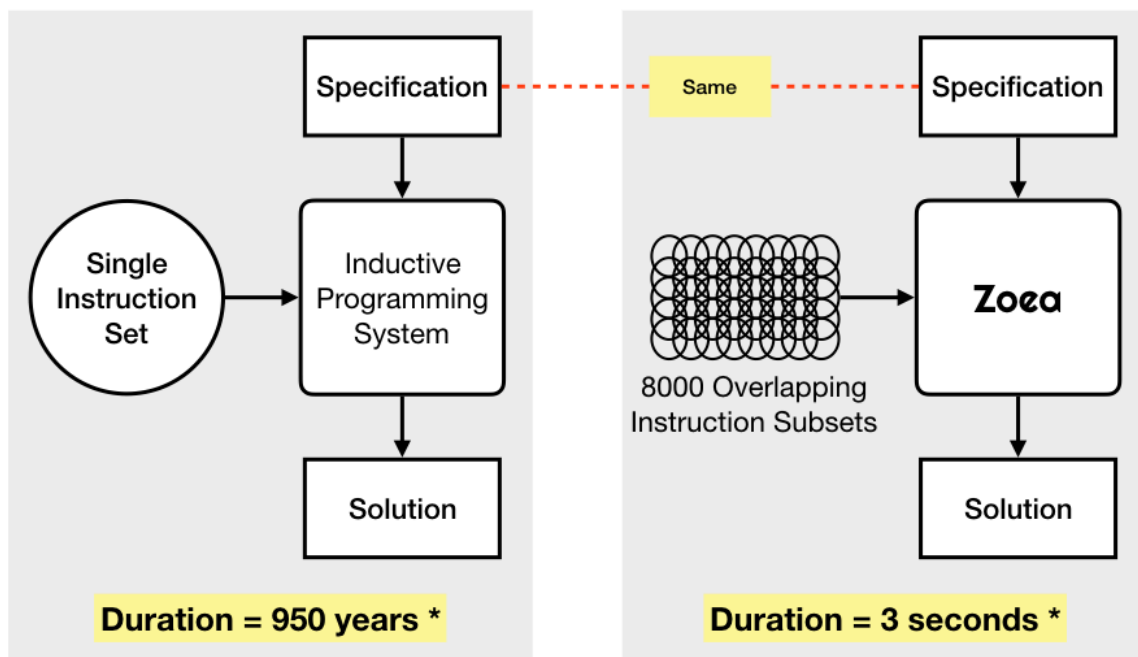 Specification
Single
Instruction
Set
Inductive
Programming
System
Solution
Duration = 950 years *
Same
Specification
8000 Overlapping
Instruction Subsets
Zoea
Solution
Duration = 3 seconds *